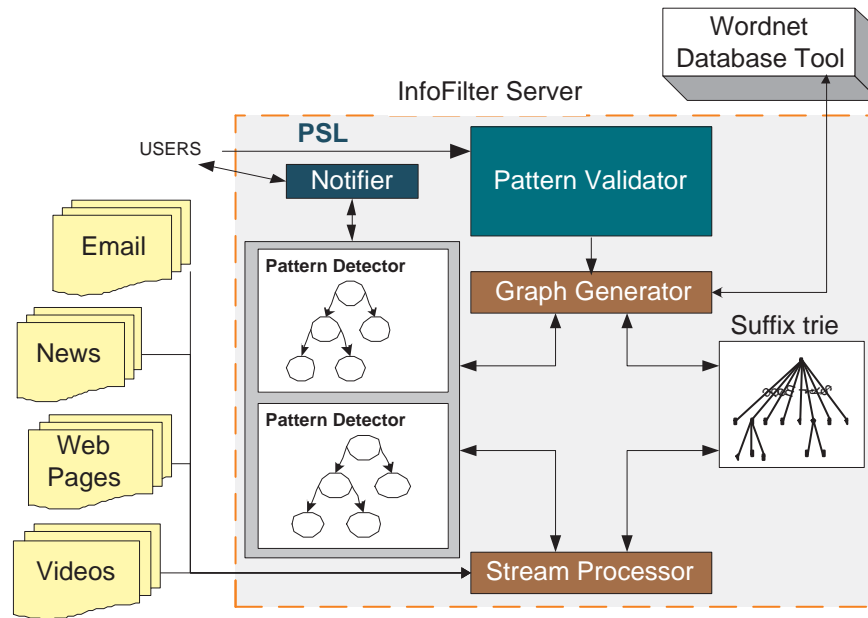 Wordnet
Database Tool
InfoFilter Server
PSL
USERS
Notifier
Pattern Validator
Email
Pattern Detector
Graph Generator
News
Suffix trie
Pattern Detector
Web
Pages
Videos
Stream Processor